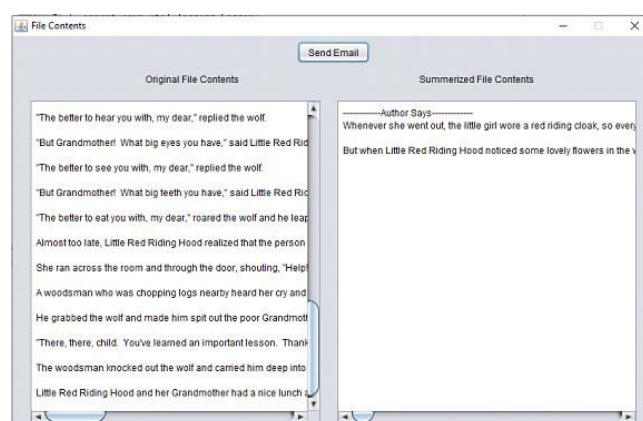 File Contents
Send Email
Original File Contents
Summerized File Contents
"The better to hear you with, my dear," replied the wolf.
"But Grandmother! What big eyes you have," said Little Red Rid
"The better to see you with, my dear," replied the wolf.
"But Grandmother! What big teeth you have," said Little Red Rid
"The better to eat you with, my dear," roared the wolf and he leap
Almost too late, Little Red Riding Hood realized that the person
She ran across the room and through the door, shouting, "Help!
A woodsman who was chopping logs nearby heard her cry and
He grabbed the wolf and made him spit out the poor Grandmoth
"There, there, child. You've learned an important lesson. Thank
The woodsman knocked out the wolf and carried him deep into
Little Red Riding Hood and her Grandmother had a nice lunch a
------------Author Says-------------
Whenever she went out, the little girl wore a red riding cloak, so every
But when Little Red Riding Hood noticed some lovely flowers in the w